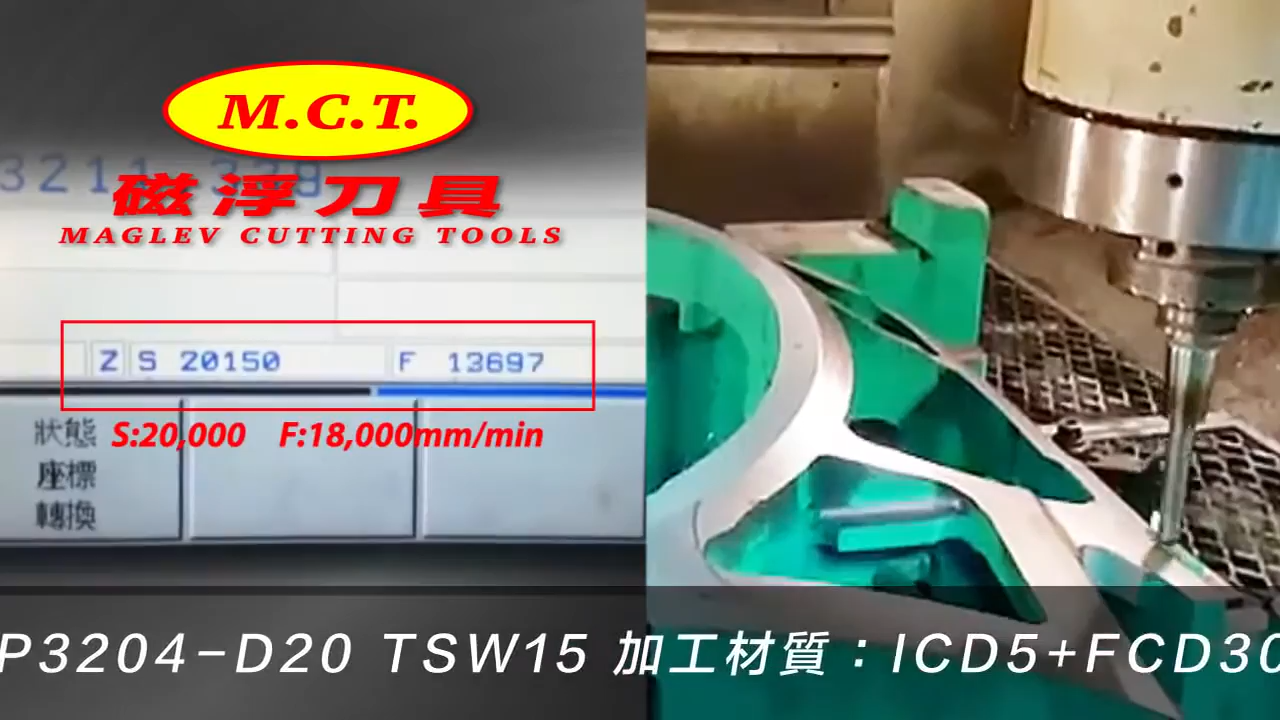 M.C.T.
磁浮刀具
MAGLEV CUTTING TOOLS
Z S 20150 F 13697
S:20,000 F:18,000mm/min
狀態
座標
轉換
P3204-D20 TSW15 加工材質：ICD5+FCD30